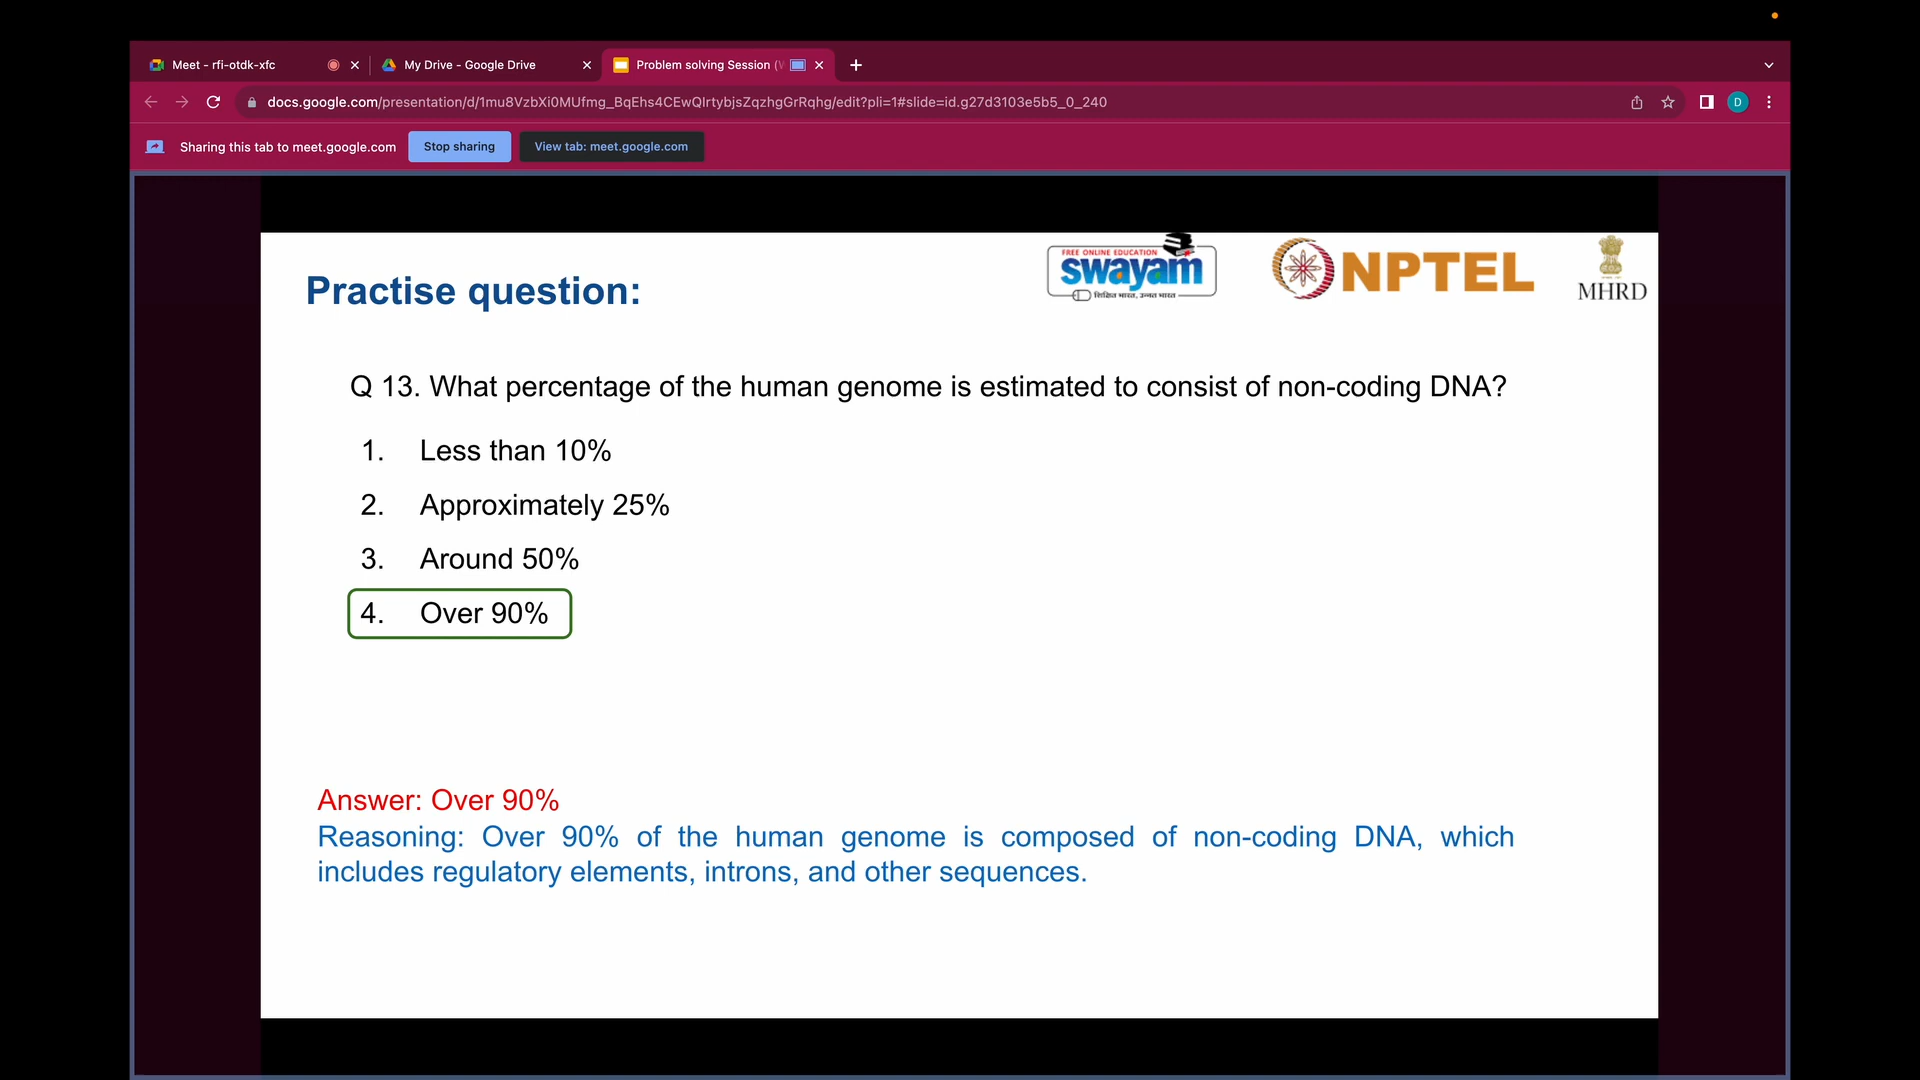 Meet - rfi-otdk-xfc
My Drive - Google Drive
Problem solving Session (
docs.google.com/presentation/d/1mu8VzbXi0MUfmg_BqEhs4CEwQIrtybjsZqzhgGrRqhg/edit?pli=1#slide=id.g27d3103e5b5_0_240
D
Sharing this tab to meet.google.com
Stop sharing
View tab: meet.google.com
FREE ONLINE EDUCATION
swayam
शिक्षित भारत, उन्नत भारत
NPTEL
MHRD
Practise question:
Q 13. What percentage of the human genome is estimated to consist of non-coding DNA?
1. Less than 10%
2. Approximately 25%
3. Around 50%
4. Over 90%
Answer: Over 90%
Reasoning: Over 90% of the human genome is composed of non-coding DNA, which
includes regulatory elements, introns, and other sequences.